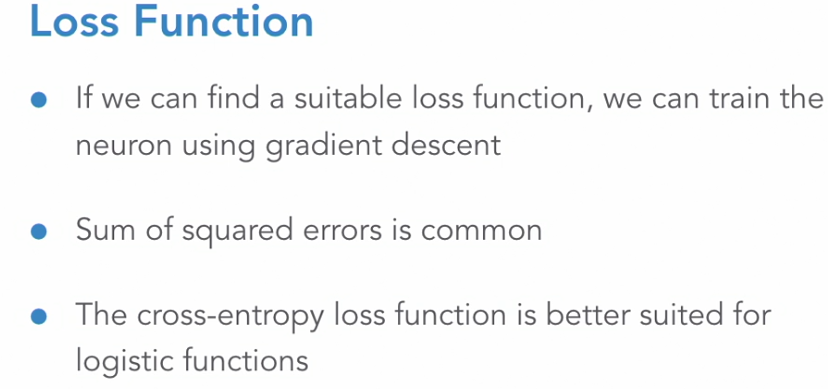 Loss Function
● If we can find a suitable loss function, we can train the
neuron using gradient descent
● Sum of squared errors is common
● The cross-entropy loss function is better suited for
logistic functions